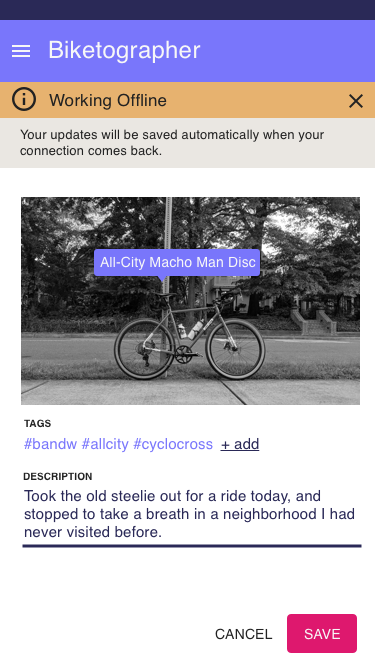 Biketographer
Working Offline
Your updates will be saved automatically when your
connection comes back.
All-City Macho Man Disc
TAGS
#bandw #allcity #cyclocross + add
DESCRIPTION
Took the old steelie out for a ride today, and
stopped to take a breath in a neighborhood I had
never visited before.
CANCEL SAVE